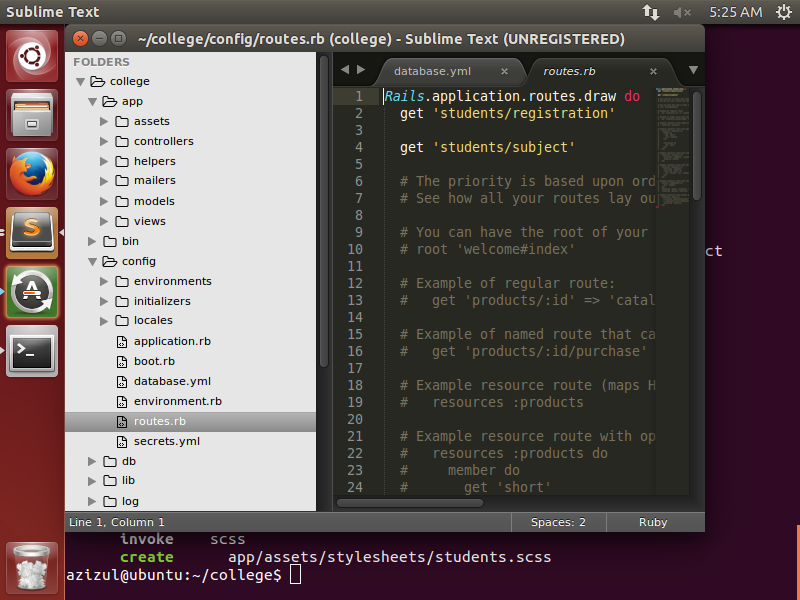 Sublime Text
5:25 AM
~/college/config/routes.rb (college) - Sublime Text (UNREGISTERED)
FOLDERS
college
app
assets
controllers
helpers
mailers
models
views
bin
config
environments
initializers
locales
application.rb
boot.rb
database.yml
environment.rb
routes.rb
secrets.yml
db
lib
log
database.yml ×
routes.rb ×
1 Rails.application.routes.draw do
2 get 'students/registration'
3
4 get 'students/subject'
5
6 # The priority is based upon ord
7 # See how all your routes lay ou
8
9 # You can have the root of your
10 # root 'welcome#index'
11
12 # Example of regular route:
13 #   get 'products/:id' => 'catal
14
15 # Example of named route that ca
16 #   get 'products/:id/purchase'
17
18 # Example resource route (maps H
19 #   resources :products
20
21 # Example resource route with op
22 #   resources :products do
23 #     member do
24 #       get 'short'
ct
Line 1, Column 1
Spaces: 2
Ruby
invoke scss
create app/assets/stylesheets/students.scss
azizul@ubuntu:~/college$